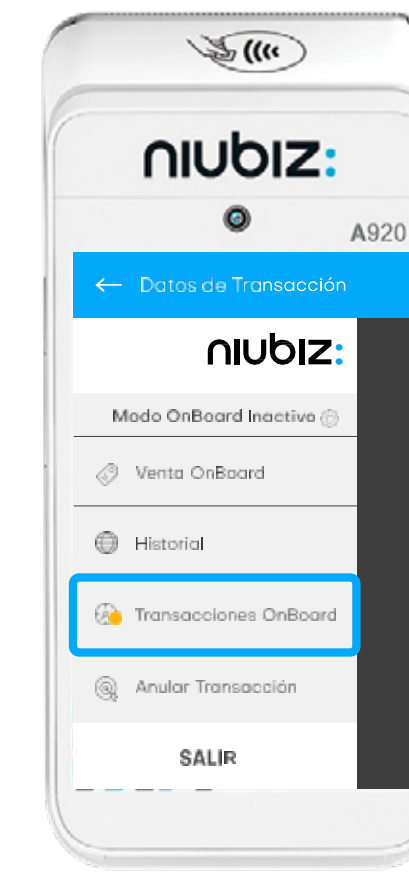 niubiz:
A920
← Datos de Transacción
niubiz:
Modo OnBoard Inactivo
Venta OnBoard
Historial
Transacciones OnBoard
Anular Transacción
SALIR